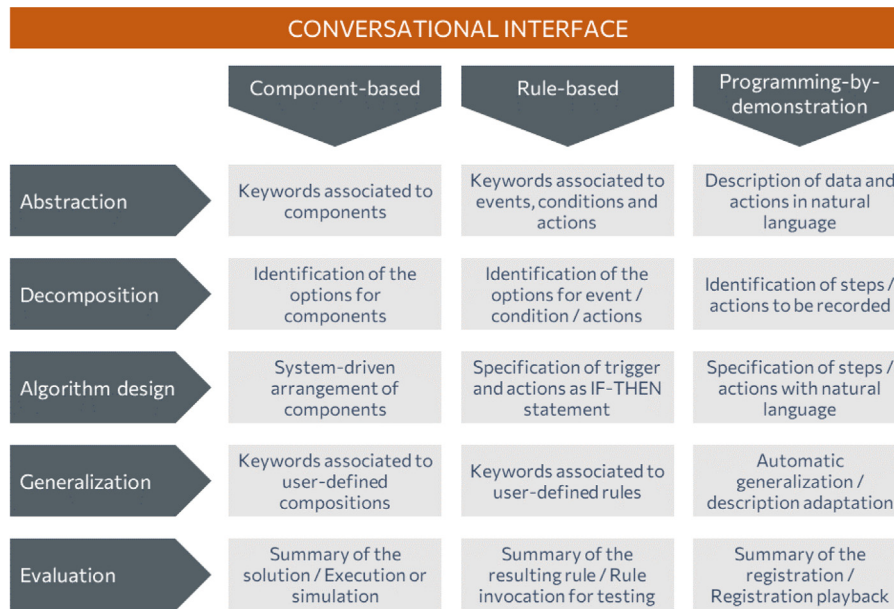 CONVERSATIONAL INTERFACE
Component-based
Rule-based
Programming-by-
demonstration
Abstraction
Keywords associated to
components
Keywords associated to
events, conditions and
actions
Description of data and
actions in natural
language
Decomposition
Identification of the
options for
components
Identification of the
options for event /
condition / actions
Identification of steps /
actions to be recorded
Algorithm design
System-driven
arrangement of
components
Specification of trigger
and actions as IF-THEN
statement
Specification of steps /
actions with natural
language
Generalization
Keywords associated to
user-defined
compositions
Keywords associated to
user-defined rules
Automatic
generalization /
description adaptation
Evaluation
Summary of the
solution / Execution or
simulation
Summary of the
resulting rule / Rule
invocation for testing
Summary of the
registration /
Registration playback